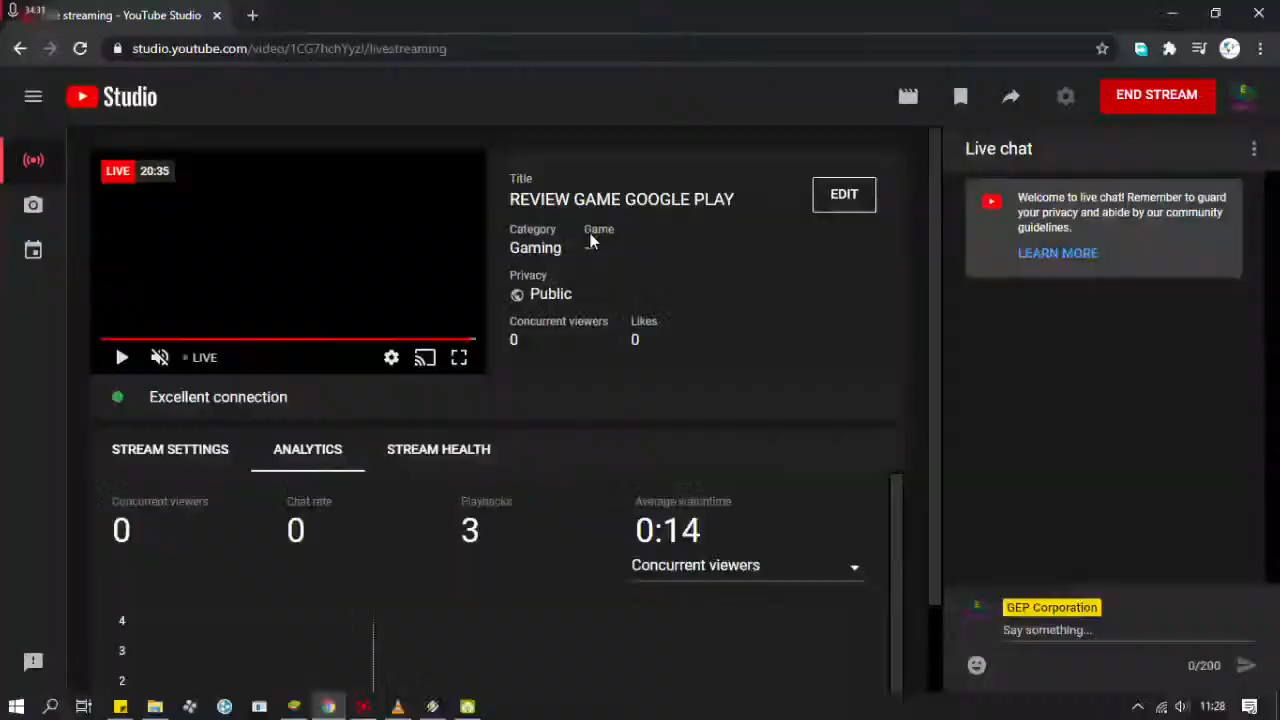 34:31
streaming - YouTube Studio
studio.youtube.com/video/1CG7hchYyzI/livestreaming
Studio
END STREAM
LIVE 20:35
LIVE
Excellent connection
Title
REVIEW GAME GOOGLE PLAY
EDIT
Category Game
Gaming
Privacy
Public
Concurrent viewers Likes
0 0
STREAM SETTINGS ANALYTICS STREAM HEALTH
Concurrent viewers Chat rate Playbacks Average watchtime
0 0 3 0:14
Concurrent viewers
4
3
2
Live chat
Welcome to live chat! Remember to guard
your privacy and abide by our community
guidelines.
LEARN MORE
GEP Corporation
Say something...
0/200
11:28